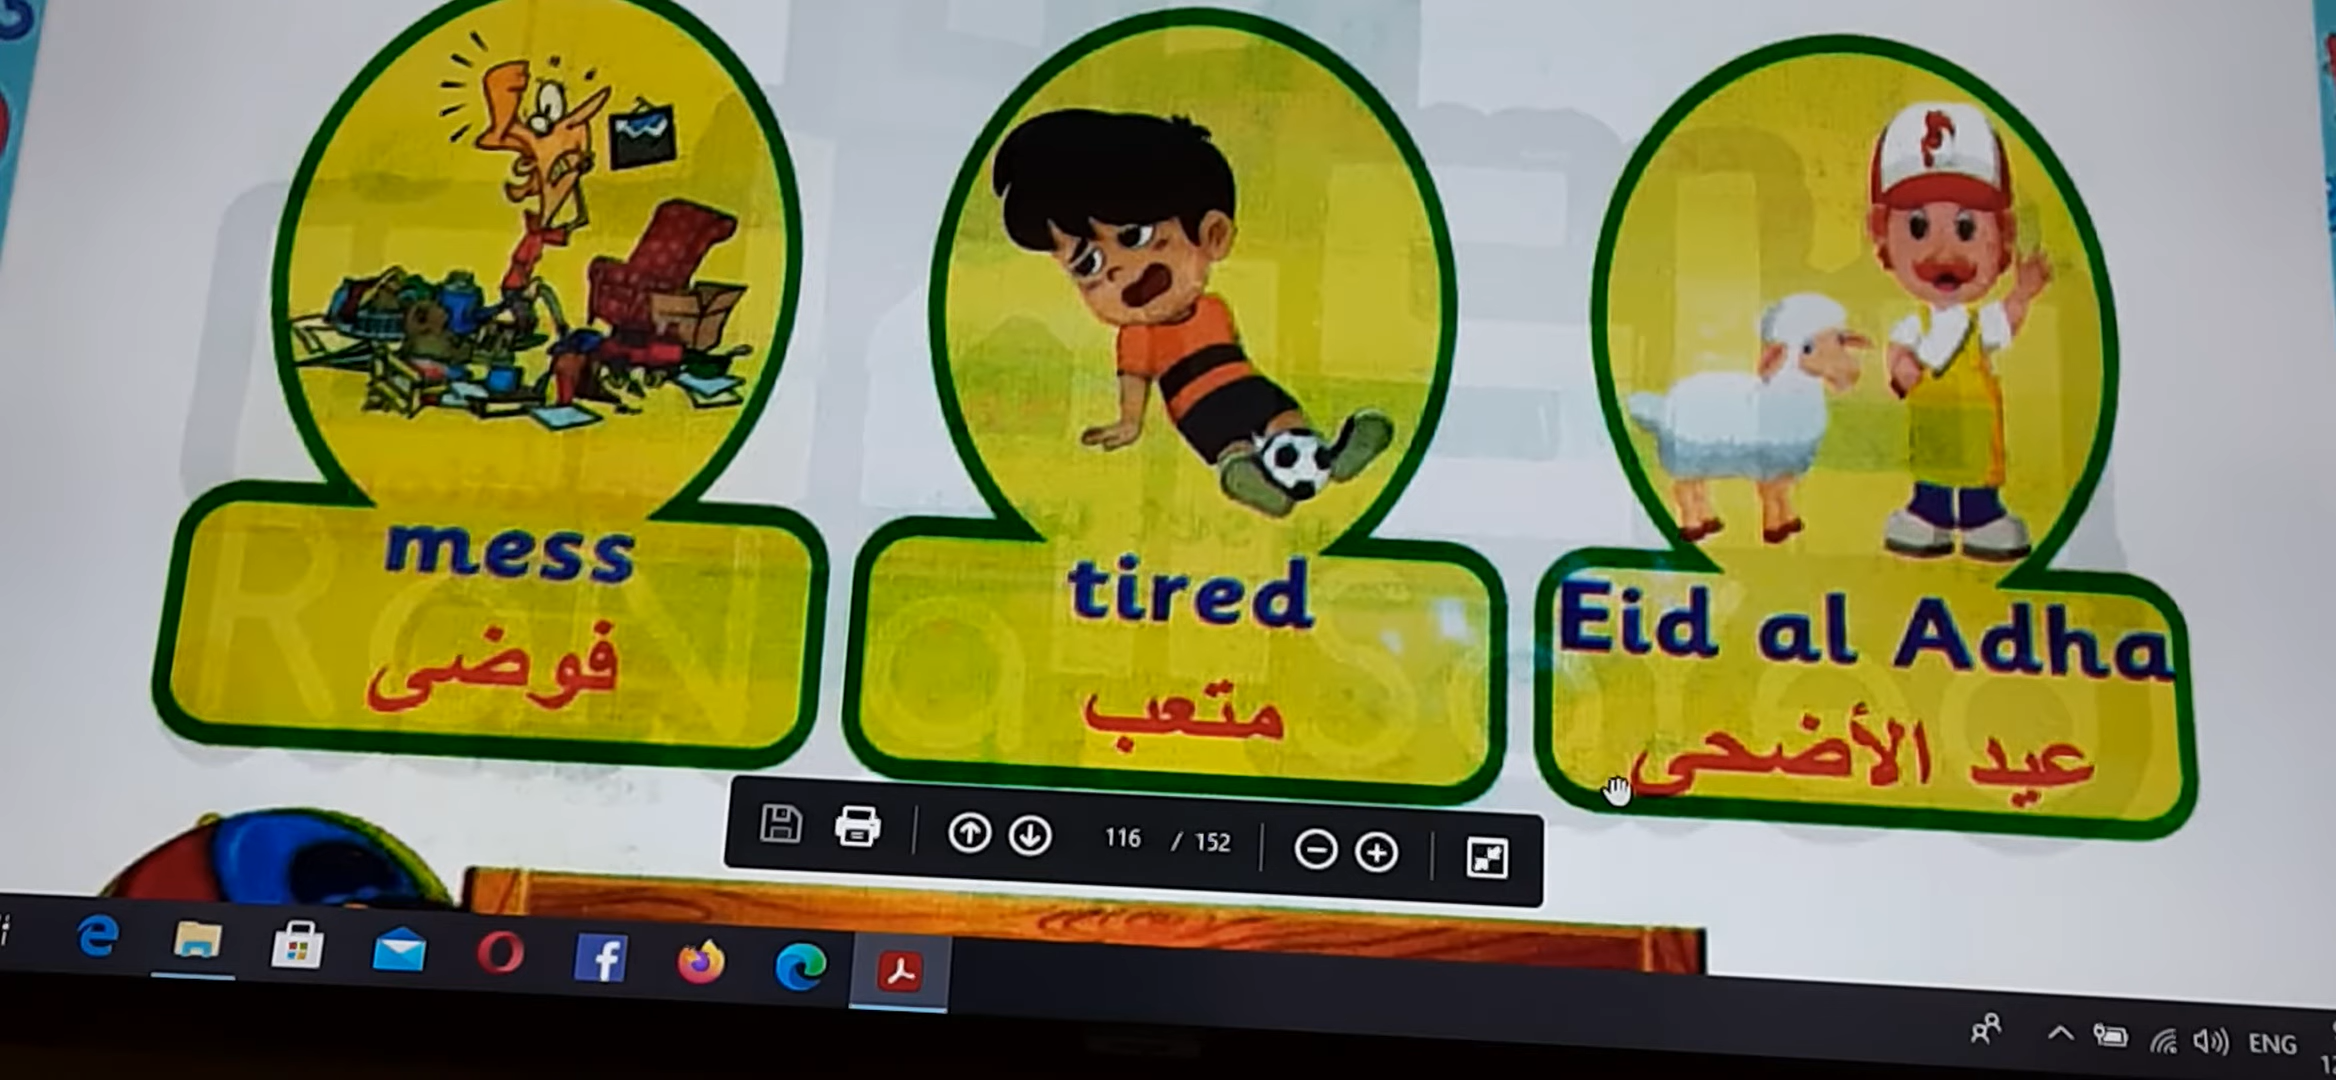 mess
فوضى
tired
متعب
Eid al Adha
عيد الأضحى
116 / 152
ENG